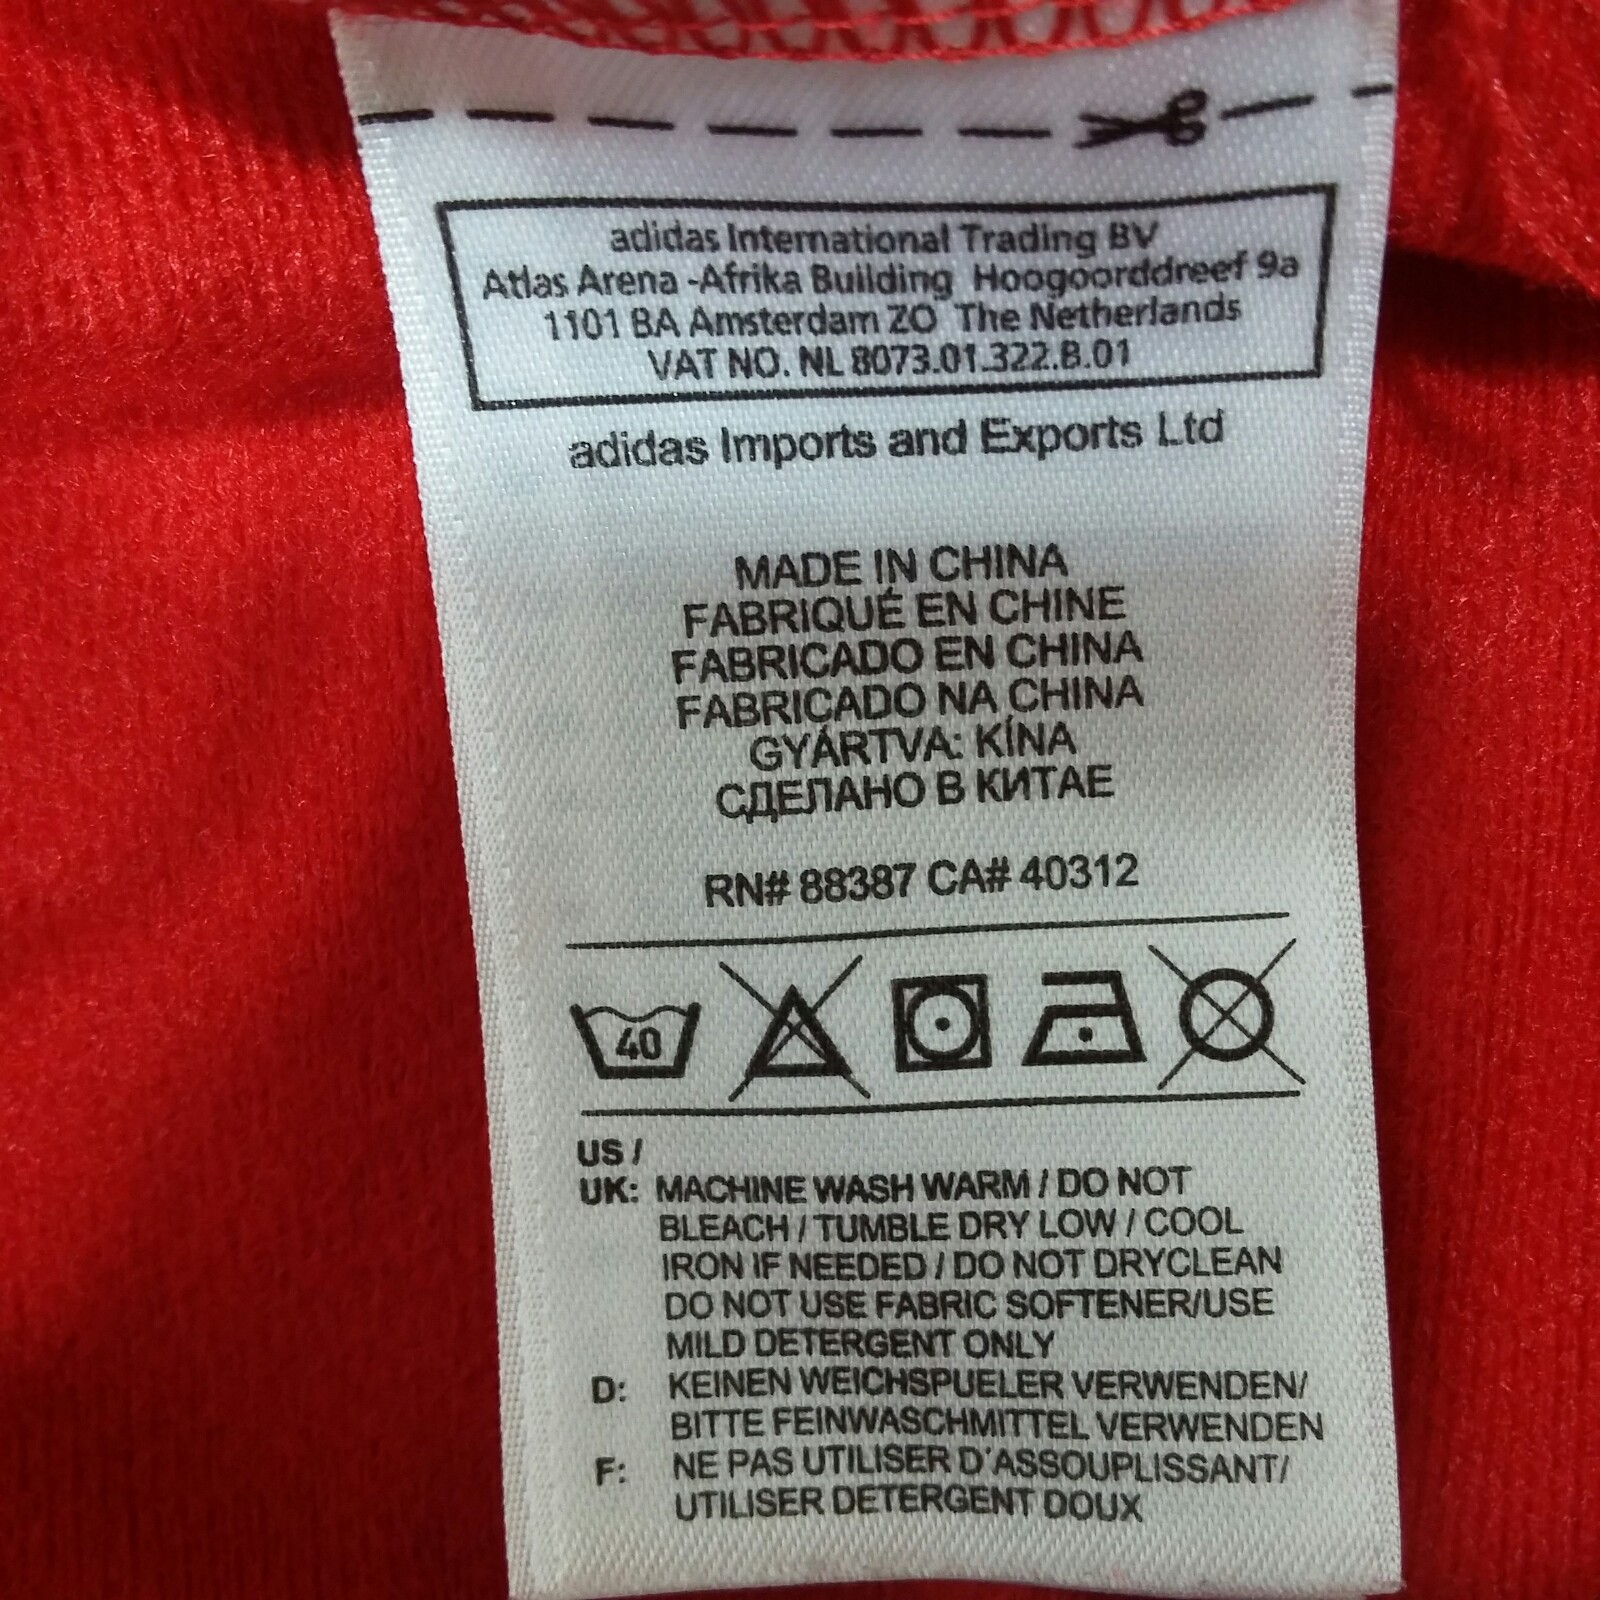 adidas International Trading BV
Atlas Arena -Afrika Building Hoogoorddreef 9a
1101 BA Amsterdam ZO The Netherlands
VAT NO. NL 8073.01.322.B.01
adidas Imports and Exports Ltd
MADE IN CHINA
FABRIQUÉ EN CHINE
FABRICADO EN CHINA
FABRICADO NA CHINA
GYÁRTVA: KÍNA
СДЕЛАНО В КИТАЕ
RN# 88387 CA# 40312
40
US /
UK: MACHINE WASH WARM / DO NOT
BLEACH / TUMBLE DRY LOW / COOL
IRON IF NEEDED / DO NOT DRYCLEAN
DO NOT USE FABRIC SOFTENER/USE
MILD DETERGENT ONLY
D: KEINEN WEICHSPUELER VERWENDEN/
BITTE FEINWASCHMITTEL VERWENDEN
F: NE PAS UTILISER D'ASSOUPLISSANT/
UTILISER DETERGENT DOUX